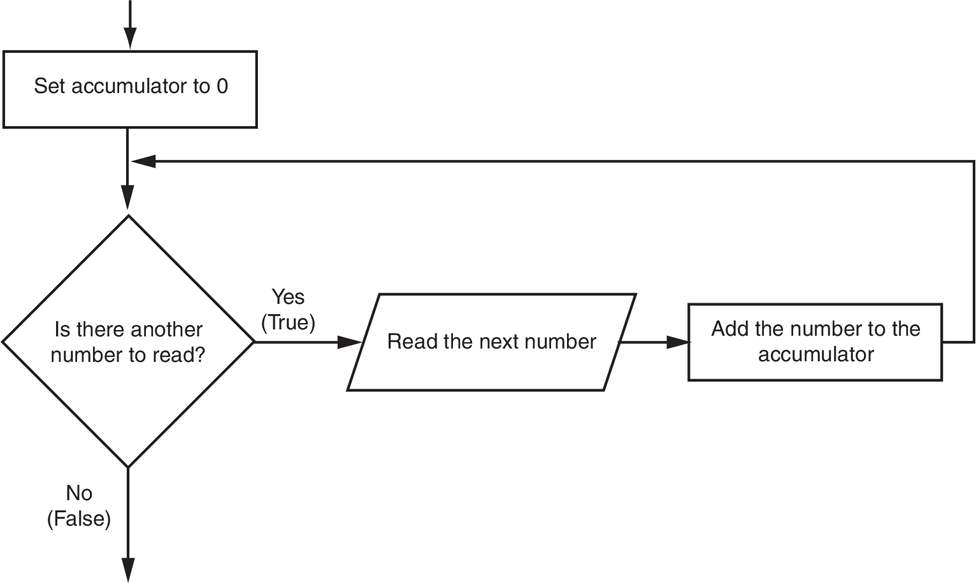 Set accumulator to 0
Is there another
number to read?
Yes
(True)
Read the next number
Add the number to the
accumulator
No
(False)